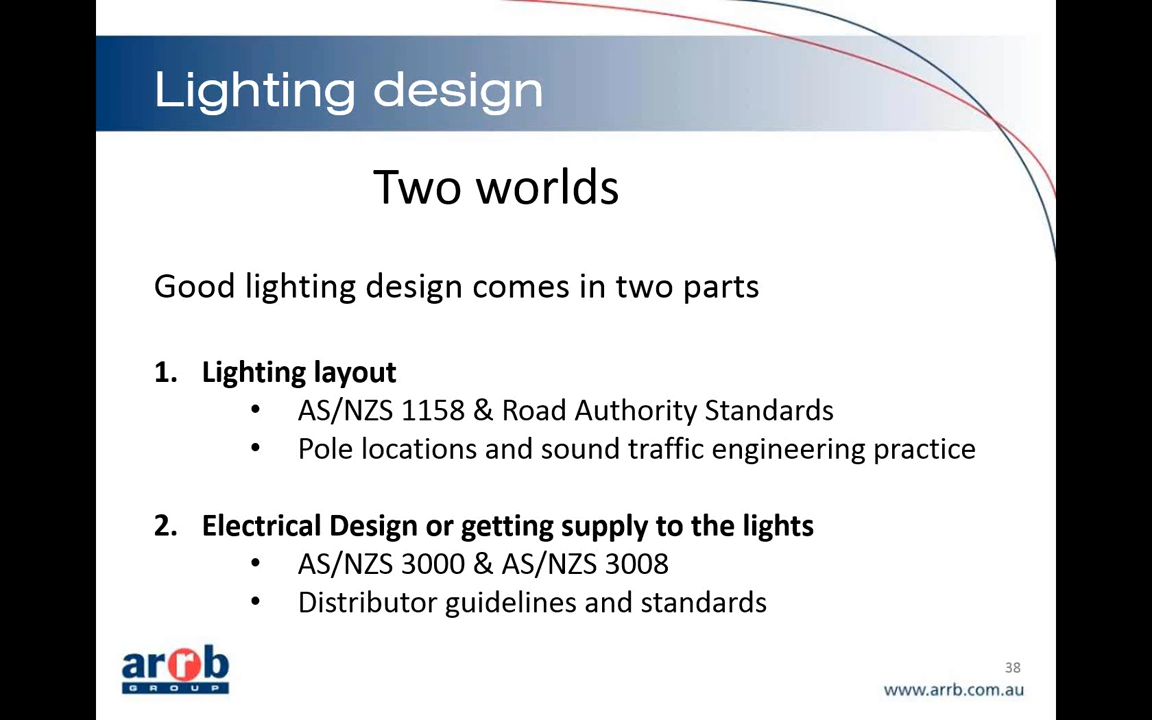 Lighting design
Two worlds
Good lighting design comes in two parts
1. Lighting layout
• AS/NZS 1158 & Road Authority Standards
• Pole locations and sound traffic engineering practice
2. Electrical Design or getting supply to the lights
• AS/NZS 3000 & AS/NZS 3008
• Distributor guidelines and standards
arrb
GROUP
38
www.arrb.com.au